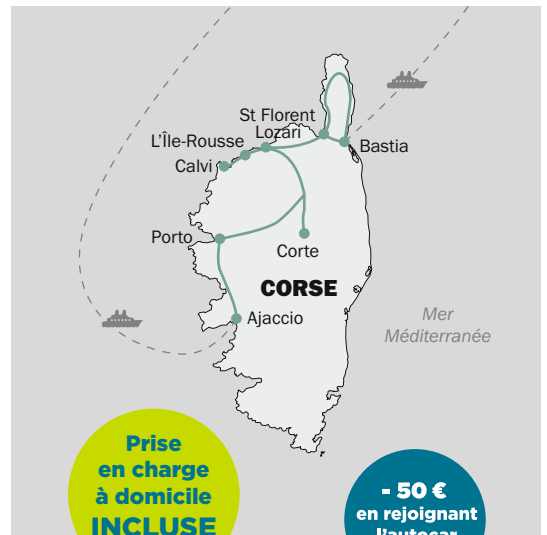 St Florent
Lozari
L'Île-Rousse
Bastia
Calvi
Porto
Corte
CORSE
Ajaccio
Mer
Méditerranée
Prise
en charge
à domicile
INCLUSE
- 50 €
en rejoignant
l'autocar